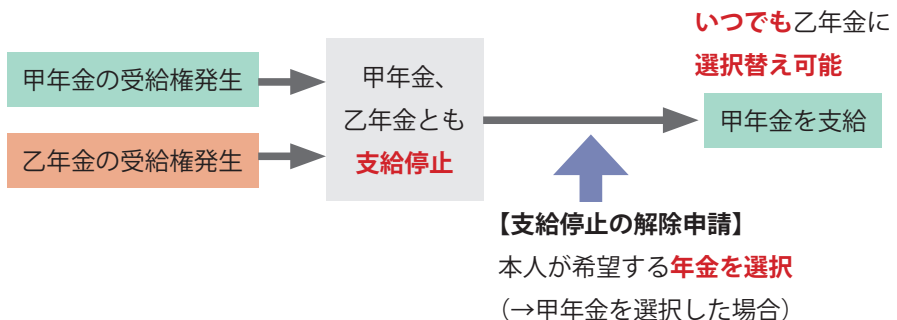 甲年金の受給権発生
乙年金の受給権発生
甲年金、
乙年金とも
支給停止
いつでも乙年金に
選択替え可能
甲年金を支給
【支給停止の解除申請】
本人が希望する年金を選択
（→甲年金を選択した場合）